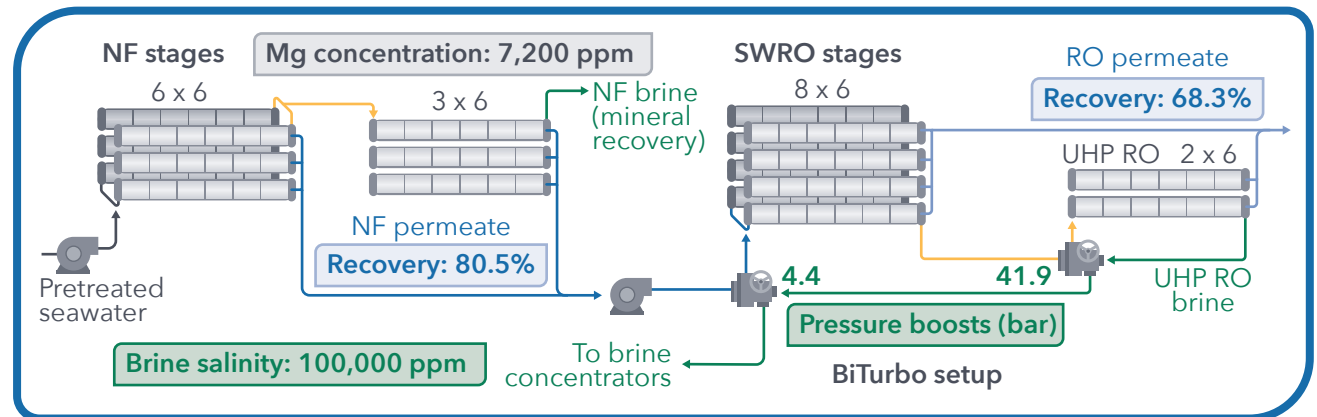 NF stages
Mg concentration: 7,200 ppm
SWRO stages
RO permeate
6 x 6
3 x 6
NF brine
(mineral
recovery)
8 x 6
Recovery: 68.3%
UHP RO 2 x 6
NF permeate
Recovery: 80.5%
Pretreated
seawater
4.4
41.9
UHP RO
brine
Pressure boosts (bar)
Brine salinity: 100,000 ppm
To brine
concentrators
BiTurbo setup